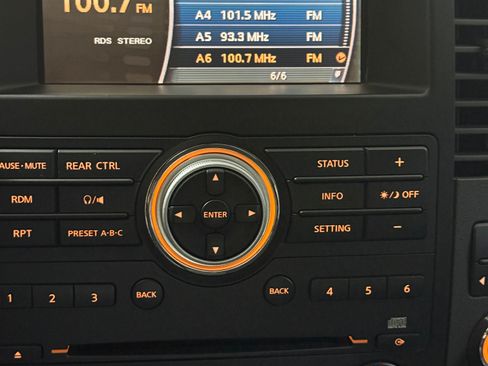 100.7 FM
RDS STEREO
A4 101.5 MHz FM
A5 93.3 MHz FM
A6 100.7 MHz FM
6/6
AUSE·MUTE REAR CTRL
STATUS +
RDM
INFO OFF
ENTER
RPT PRESET A·B·C
SETTING −
1 2 3 BACK
BACK 4 5 6